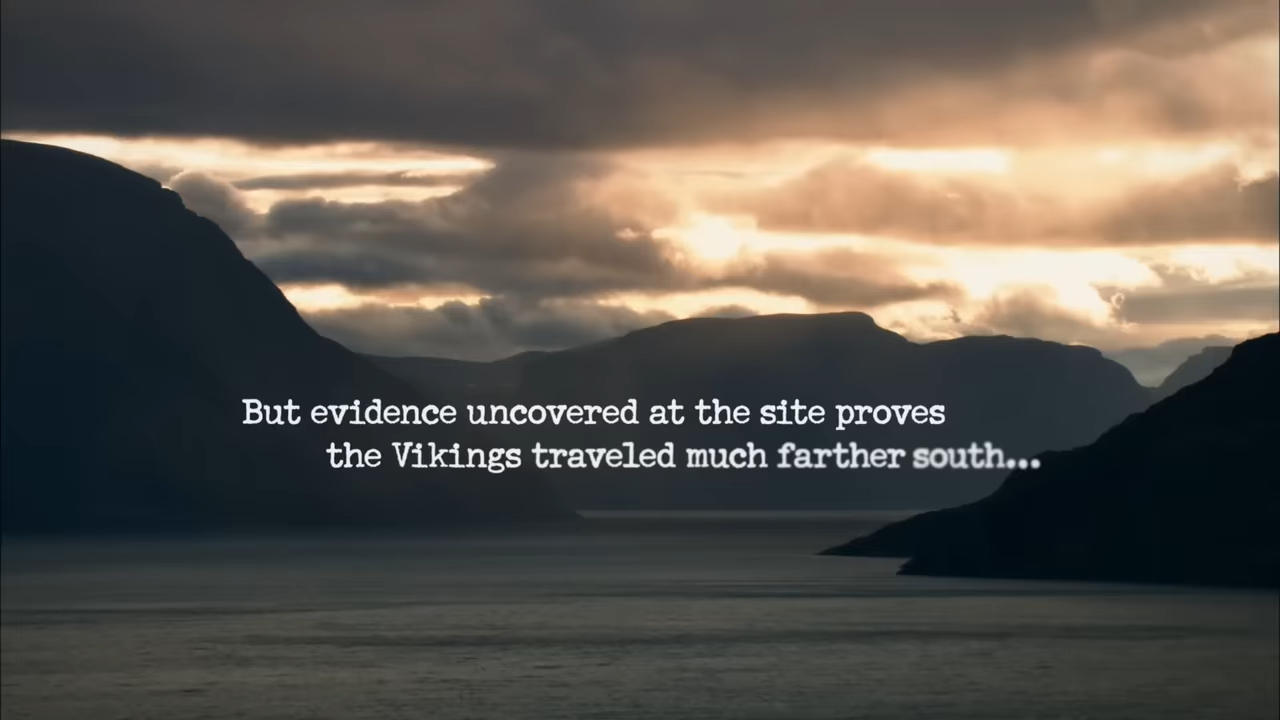 But evidence uncovered at the site proves
the Vikings traveled much farther south...